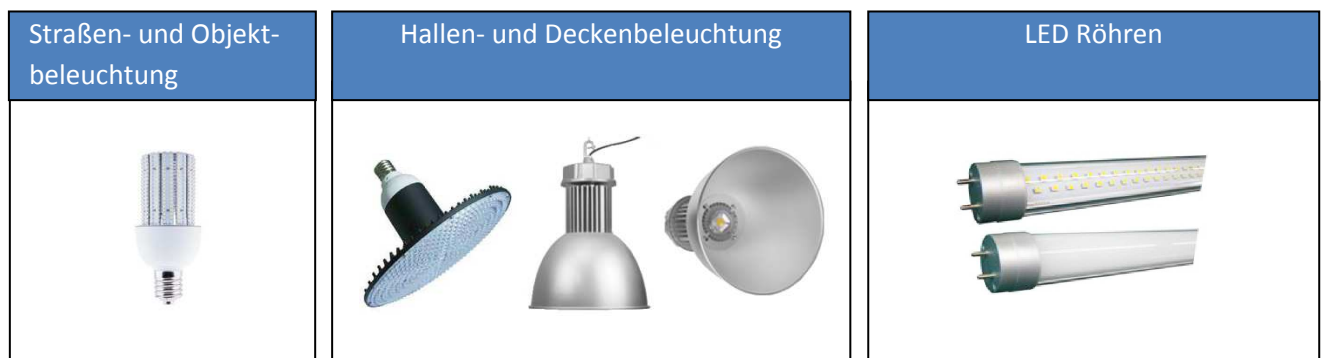 Straßen- und Objekt-
beleuchtung
Hallen- und Deckenbeleuchtung
LED Röhren